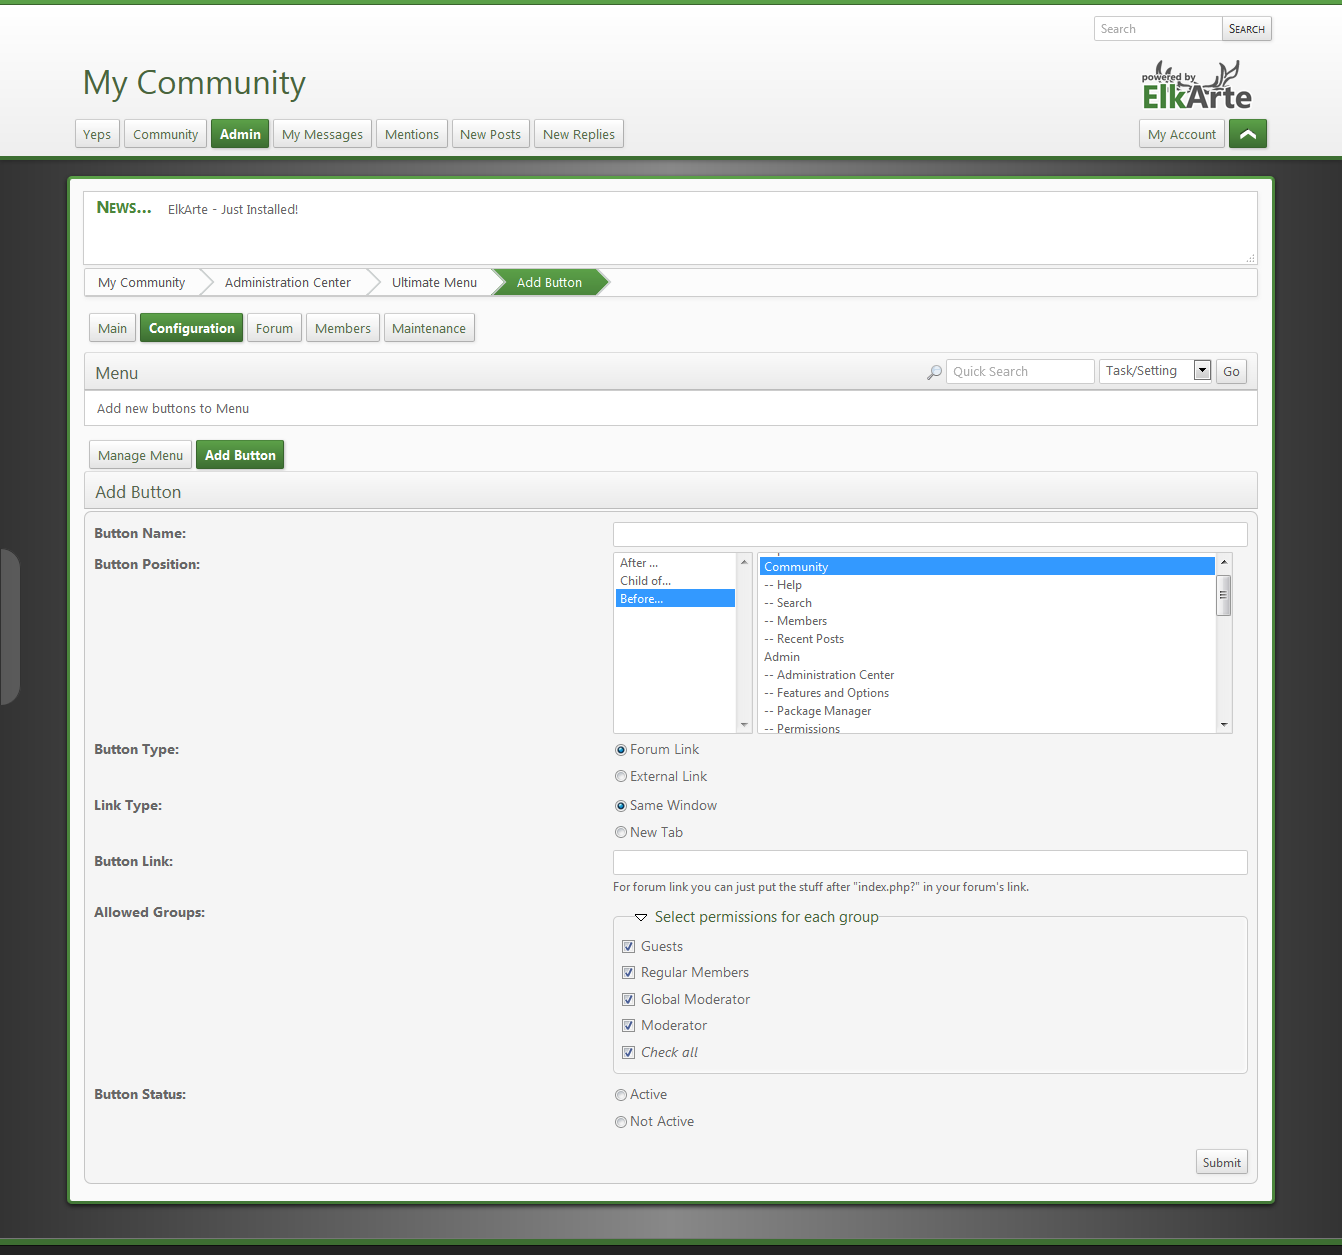 Search SEARCH
My Community
powered by
ElkArte
Yeps Community Admin My Messages Mentions New Posts New Replies My Account
NEWS... ElkArte - Just Installed!
My Community Administration Center Ultimate Menu Add Button
Main Configuration Forum Members Maintenance
Menu Quick Search Task/Setting Go
Add new buttons to Menu
Manage Menu Add Button
Add Button
Button Name:
Button Position:
After ...
Child of...
Before...
Community
-- Help
-- Search
-- Members
-- Recent Posts
Admin
-- Administration Center
-- Features and Options
-- Package Manager
-- Permissions
Button Type: Forum Link
External Link
Link Type: Same Window
New Tab
Button Link:
For forum link you can just put the stuff after "index.php?" in your forum's link.
Allowed Groups: Select permissions for each group
Guests
Regular Members
Global Moderator
Moderator
Check all
Button Status: Active
Not Active
Submit